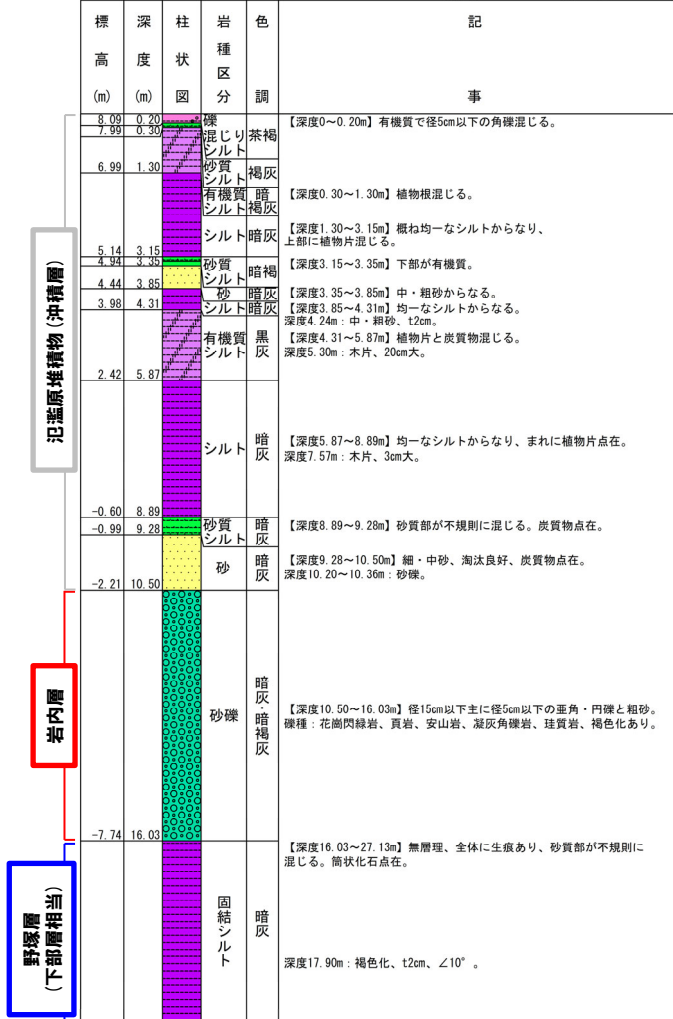 標高(m)
深度(m)
柱状図
岩種区分
色調
記事
氾濫原堆積物(沖積層)
岩内層
野塚層
(下部層相当)
8.09 0.20
7.99 0.30
6.99 1.30
5.14 3.15
4.94 3.35
4.44 3.85
3.98 4.31
2.42 5.87
-0.60 8.89
-0.99 9.28
-2.21 10.50
-7.74 16.03
礫
混じり
シルト
茶褐
砂質
シルト
褐灰
有機質
シルト
暗
褐灰
シルト
暗灰
砂質
シルト
暗褐
砂
暗灰
シルト
暗灰
有機質
シルト
黒灰
シルト
暗灰
砂質
シルト
暗灰
砂
暗灰
砂礫
暗灰・暗褐灰
固結シルト
暗灰
【深度0~0.20m】有機質で径5cm以下の角礫混じる。
【深度0.30~1.30m】植物根混じる。
【深度1.30~3.15m】概ね均一なシルトからなり、
上部に植物片混じる。
【深度3.15~3.35m】下部が有機質。
【深度3.35~3.85m】中・粗砂からなる。
【深度3.85~4.31m】均一なシルトからなる。
深度4.24m:中・粗砂、t2cm。
【深度4.31~5.87m】植物片と炭質物混じる。
深度5.30m:木片、20cm大。
【深度5.87~8.89m】均一なシルトからなり、まれに植物片点在。
深度7.57m:木片、3cm大。
【深度8.89~9.28m】砂質部が不規則に混じる。炭質物点在。
【深度9.28~10.50m】細・中砂、淘汰良好、炭質物点在。
深度10.20~10.36m:砂礫。
【深度10.50~16.03m】径15cm以下主に径5cm以下の亜角・円礫と粗砂。
礫種:花崗閃緑岩、頁岩、安山岩、凝灰角礫岩、珪質岩、褐色化あり。
【深度16.03~27.13m】無層理、全体に生痕あり、砂質部が不規則に
混じる。筒状化石点在。
深度17.90m:褐色化、t2cm、∠10°。